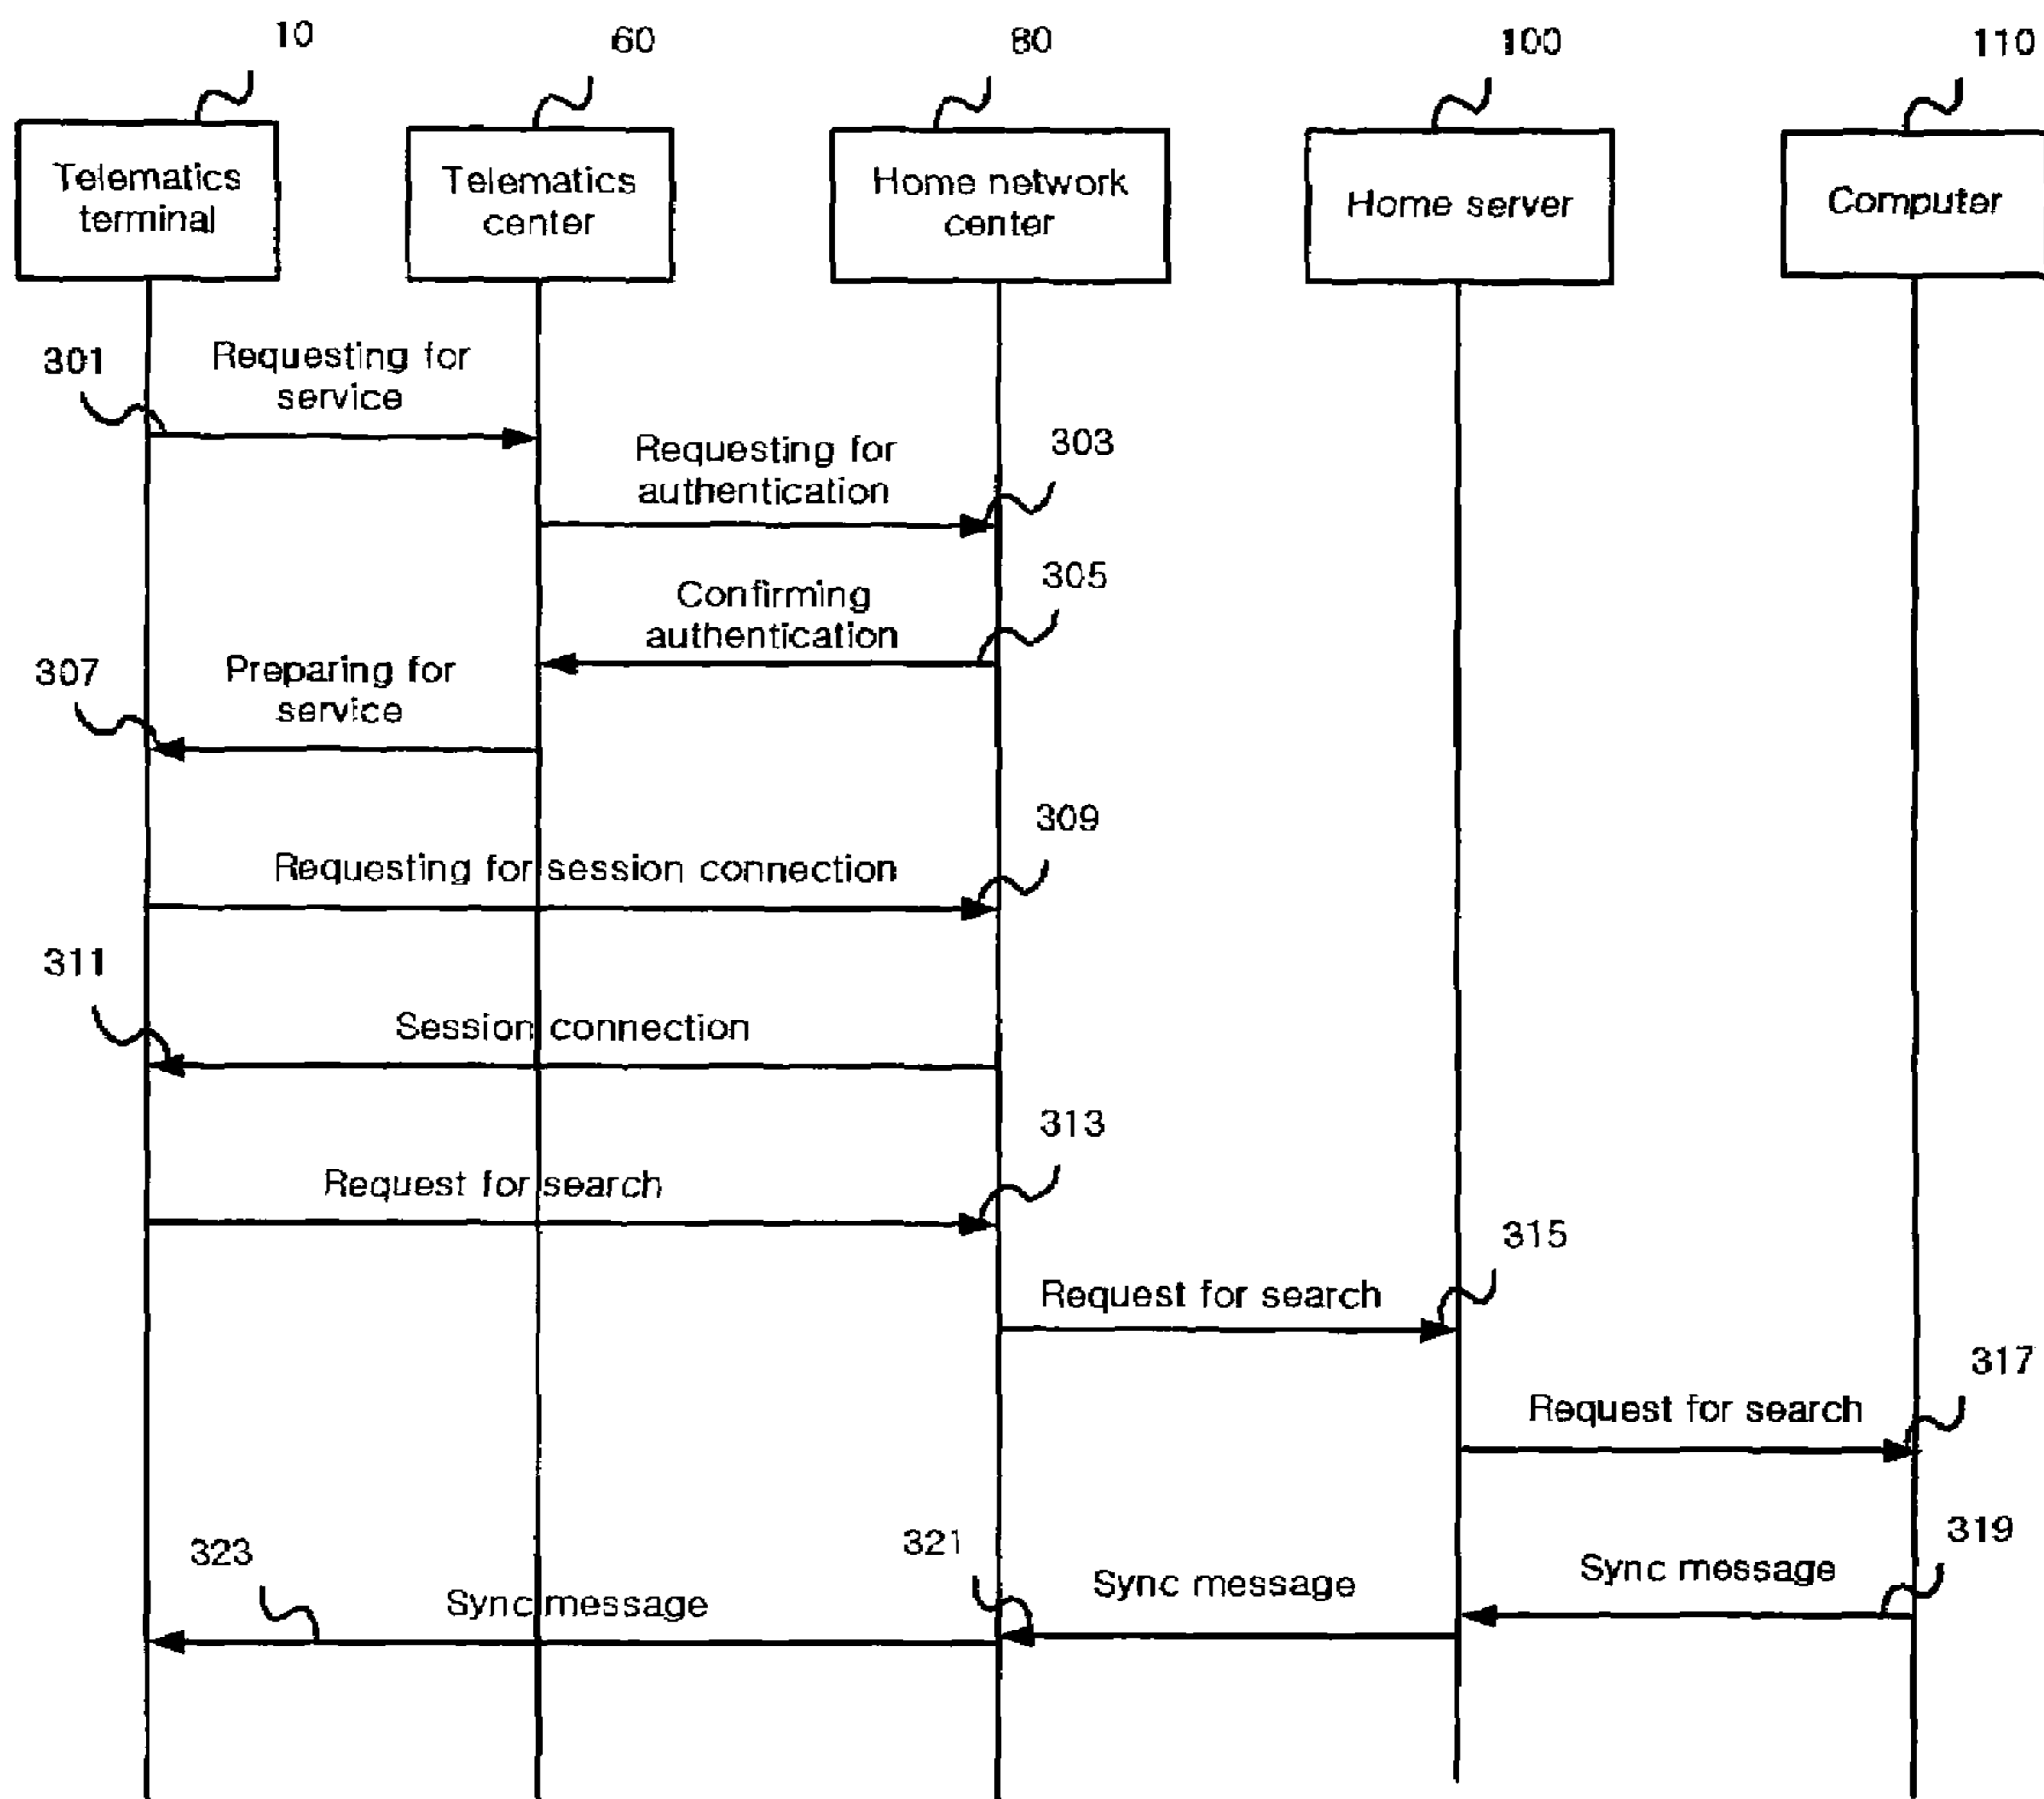 10
60
80
100
110
Telematics
terminal
Telematics
center
Home network
center
Home server
Computer
301
Requesting for
service
Requesting for
authentication
303
Confirming
authentication
305
307
Preparing for
service
309
Requesting for session connection
311
Session connection
313
Request for search
315
Request for search
317
Request for search
319
Sync message
321
Sync message
323
Sync message